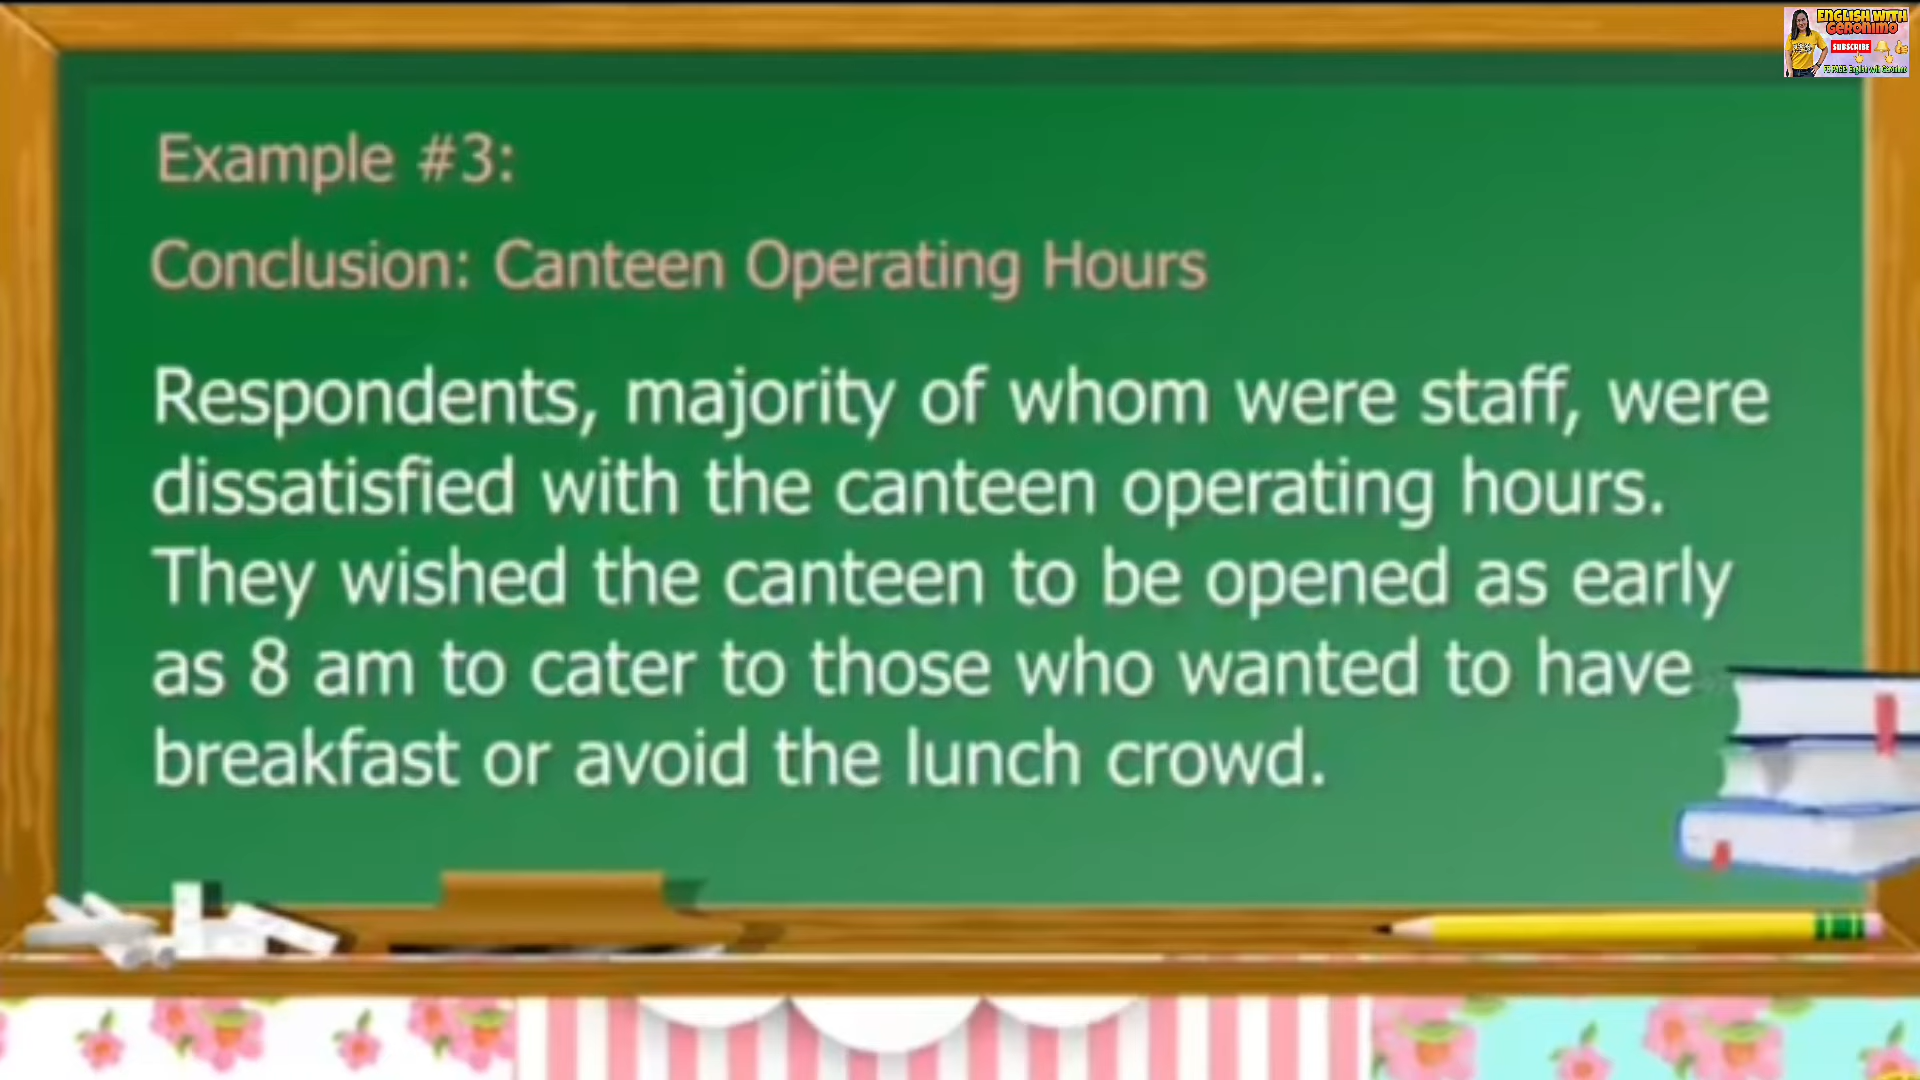 ENGLISH WITH
GERONIMO
SUBSCRIBE
Example #3:
Conclusion: Canteen Operating Hours
Respondents, majority of whom were staff, were
dissatisfied with the canteen operating hours.
They wished the canteen to be opened as early
as 8 am to cater to those who wanted to have
breakfast or avoid the lunch crowd.